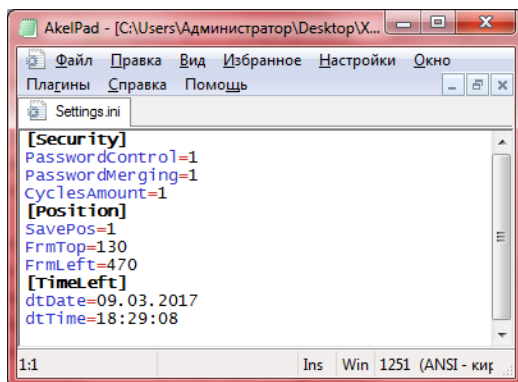 AkelPad - [C:\Users\Администратор\Desktop\X...
Файл Правка Вид Избранное Настройки Окно
Плагины Справка Помощь
Settings.ini
[Security]
PasswordControl=1
PasswordMerging=1
CyclesAmount=1
[Position]
SavePos=1
FrmTop=130
FrmLeft=470
[TimeLeft]
dtDate=09.03.2017
dtTime=18:29:08
1:1 Ins Win 1251 (ANSI - кир